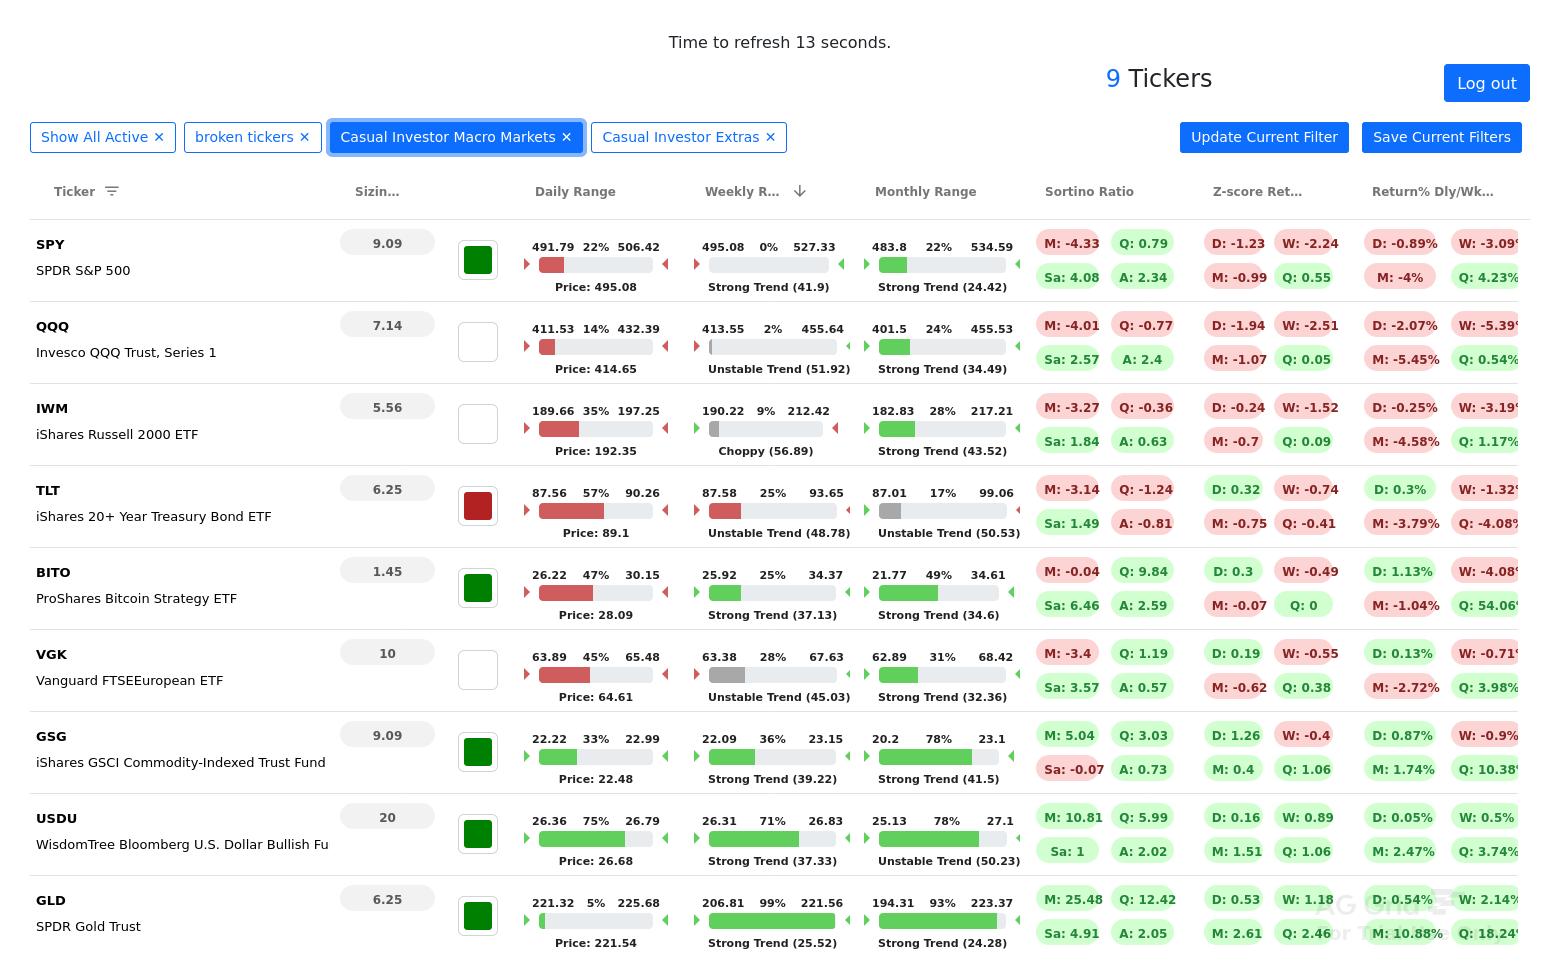 Time to refresh 13 seconds.
9 Tickers
Log out
Show All Active ✕ broken tickers ✕ Casual Investor Macro Markets ✕ Casual Investor Extras ✕ Update Current Filter Save Current Filters
Ticker Sizin... Daily Range Weekly R... Monthly Range Sortino Ratio Z-score Ret... Return% Dly/Wk...
SPY 9.09 491.79 22% 506.42 495.08 0% 527.33 483.8 22% 534.59 M: -4.33 Q: 0.79 D: -1.23 W: -2.24 D: -0.89% W: -3.09%
SPDR S&P 500 Sa: 4.08 A: 2.34 M: -0.99 Q: 0.55 M: -4% Q: 4.23%
Price: 495.08 Strong Trend (41.9) Strong Trend (24.42)
QQQ 7.14 411.53 14% 432.39 413.55 2% 455.64 401.5 24% 455.53 M: -4.01 Q: -0.77 D: -1.94 W: -2.51 D: -2.07% W: -5.39%
Invesco QQQ Trust, Series 1 Sa: 2.57 A: 2.4 M: -1.07 Q: 0.05 M: -5.45% Q: 0.54%
Price: 414.65 Unstable Trend (51.92) Strong Trend (34.49)
IWM 5.56 189.66 35% 197.25 190.22 9% 212.42 182.83 28% 217.21 M: -3.27 Q: -0.36 D: -0.24 W: -1.52 D: -0.25% W: -3.19%
iShares Russell 2000 ETF Sa: 1.84 A: 0.63 M: -0.7 Q: 0.09 M: -4.58% Q: 1.17%
Price: 192.35 Choppy (56.89) Strong Trend (43.52)
TLT 6.25 87.56 57% 90.26 87.58 25% 93.65 87.01 17% 99.06 M: -3.14 Q: -1.24 D: 0.32 W: -0.74 D: 0.3% W: -1.32%
iShares 20+ Year Treasury Bond ETF Sa: 1.49 A: -0.81 M: -0.75 Q: -0.41 M: -3.79% Q: -4.08%
Price: 89.1 Unstable Trend (48.78) Unstable Trend (50.53)
BITO 1.45 26.22 47% 30.15 25.92 25% 34.37 21.77 49% 34.61 M: -0.04 Q: 9.84 D: 0.3 W: -0.49 D: 1.13% W: -4.08%
ProShares Bitcoin Strategy ETF Sa: 6.46 A: 2.59 M: -0.07 Q: 0 M: -1.04% Q: 54.06%
Price: 28.09 Strong Trend (37.13) Strong Trend (34.6)
VGK 10 63.89 45% 65.48 63.38 28% 67.63 62.89 31% 68.42 M: -3.4 Q: 1.19 D: 0.19 W: -0.55 D: 0.13% W: -0.71%
Vanguard FTSEEuropean ETF Sa: 3.57 A: 0.57 M: -0.62 Q: 0.38 M: -2.72% Q: 3.98%
Price: 64.61 Unstable Trend (45.03) Strong Trend (32.36)
GSG 9.09 22.22 33% 22.99 22.09 36% 23.15 20.2 78% 23.1 M: 5.04 Q: 3.03 D: 1.26 W: -0.4 D: 0.87% W: -0.9%
iShares GSCI Commodity-Indexed Trust Fund Sa: -0.07 A: 0.73 M: 0.4 Q: 1.06 M: 1.74% Q: 10.38%
Price: 22.48 Strong Trend (39.22) Strong Trend (41.5)
USDU 20 26.36 75% 26.79 26.31 71% 26.83 25.13 78% 27.1 M: 10.81 Q: 5.99 D: 0.16 W: 0.89 D: 0.05% W: 0.5%
WisdomTree Bloomberg U.S. Dollar Bullish Fu Sa: 1 A: 2.02 M: 1.51 Q: 1.06 M: 2.47% Q: 3.74%
Price: 26.68 Strong Trend (37.33) Unstable Trend (50.23)
GLD 6.25 221.32 5% 225.68 206.81 99% 221.56 194.31 93% 223.37 M: 25.48 Q: 12.42 D: 0.53 W: 1.18 D: 0.54% W: 2.14%
SPDR Gold Trust Sa: 4.91 A: 2.05 M: 2.61 Q: 2.46 M: 10.88% Q: 18.24%
Price: 221.54 Strong Trend (25.52) Strong Trend (24.28)
AG Grid